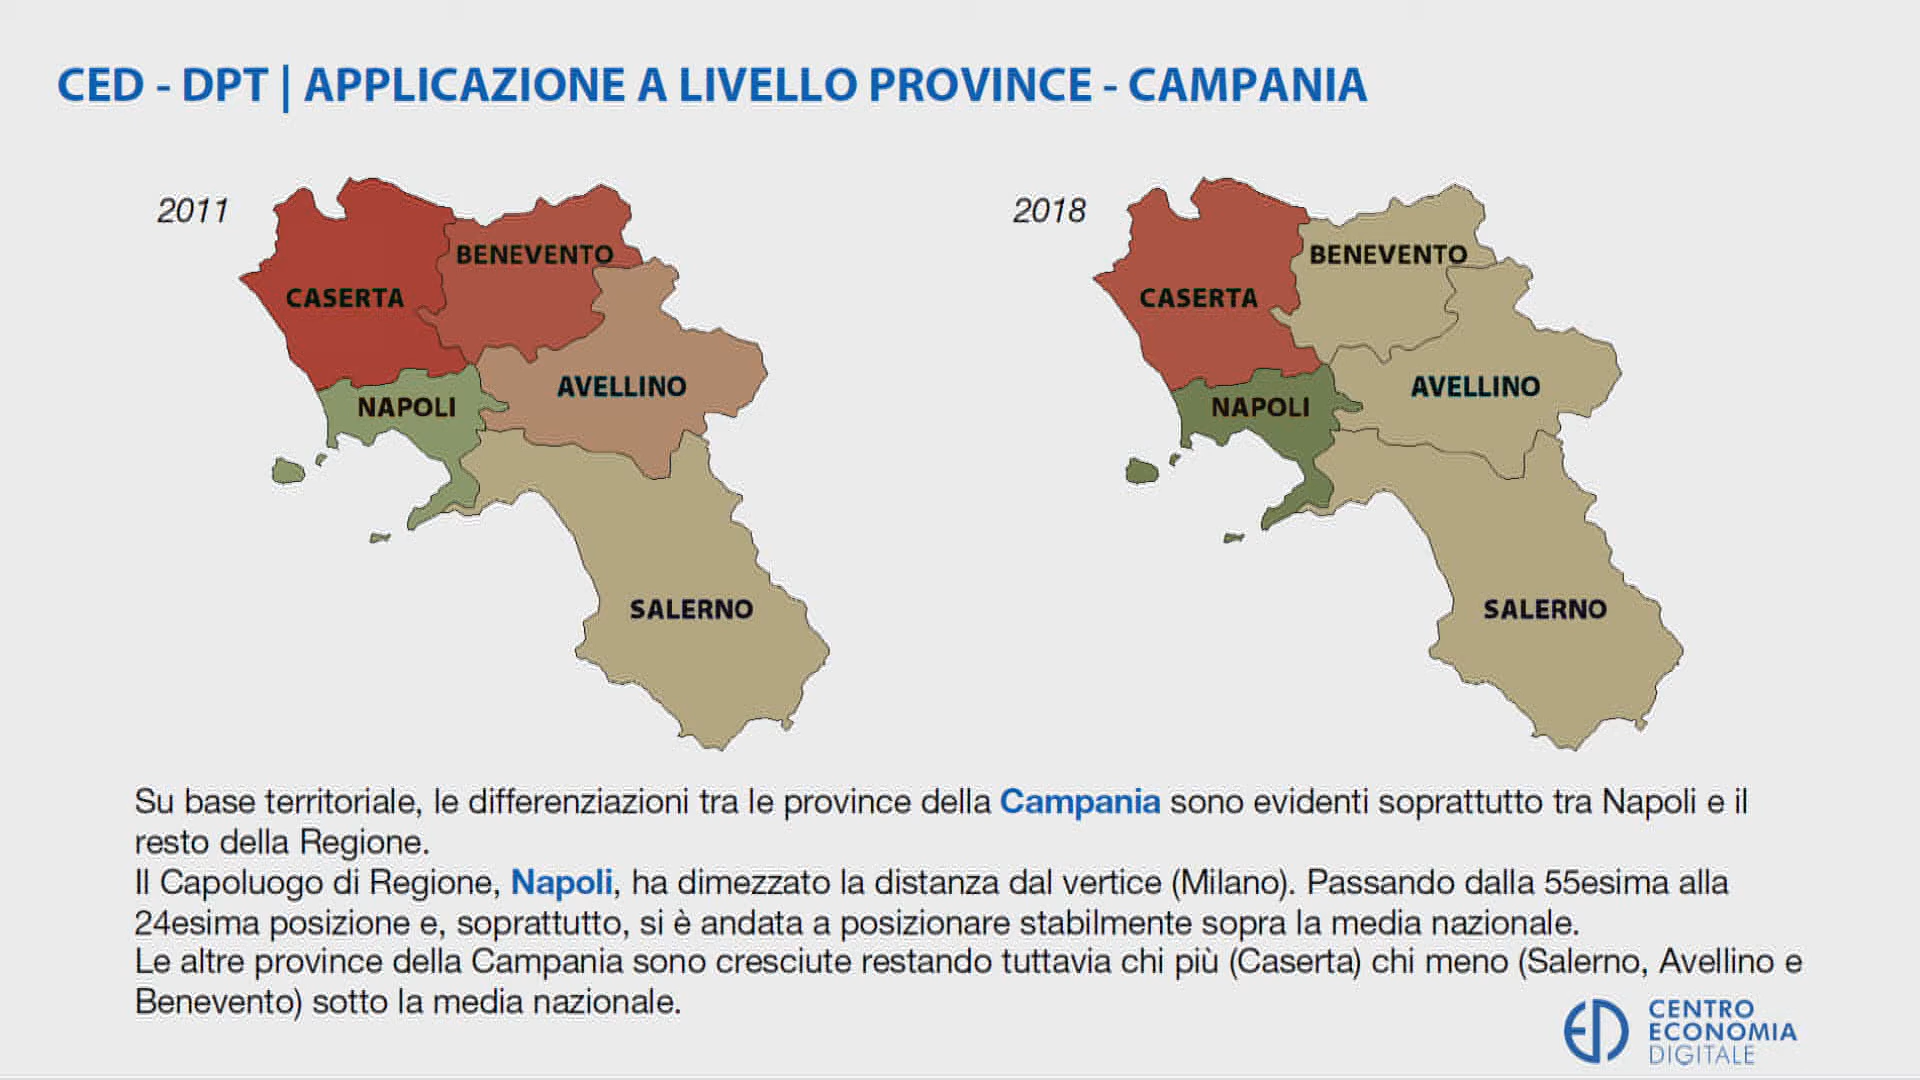 CED - DPT | APPLICAZIONE A LIVELLO PROVINCE - CAMPANIA
2011
2018
BENEVENTO
CASERTA
AVELLINO
NAPOLI
SALERNO
BENEVENTO
CASERTA
AVELLINO
NAPOLI
SALERNO
Su base territoriale, le differenziazioni tra le province della Campania sono evidenti soprattutto tra Napoli e il
resto della Regione.
Il Capoluogo di Regione, Napoli, ha dimezzato la distanza dal vertice (Milano). Passando dalla 55esima alla
24esima posizione e, soprattutto, si è andata a posizionare stabilmente sopra la media nazionale.
Le altre province della Campania sono cresciute restando tuttavia chi più (Caserta) chi meno (Salerno, Avellino e
Benevento) sotto la media nazionale.
CENTRO
ECONOMIA
DIGITALE